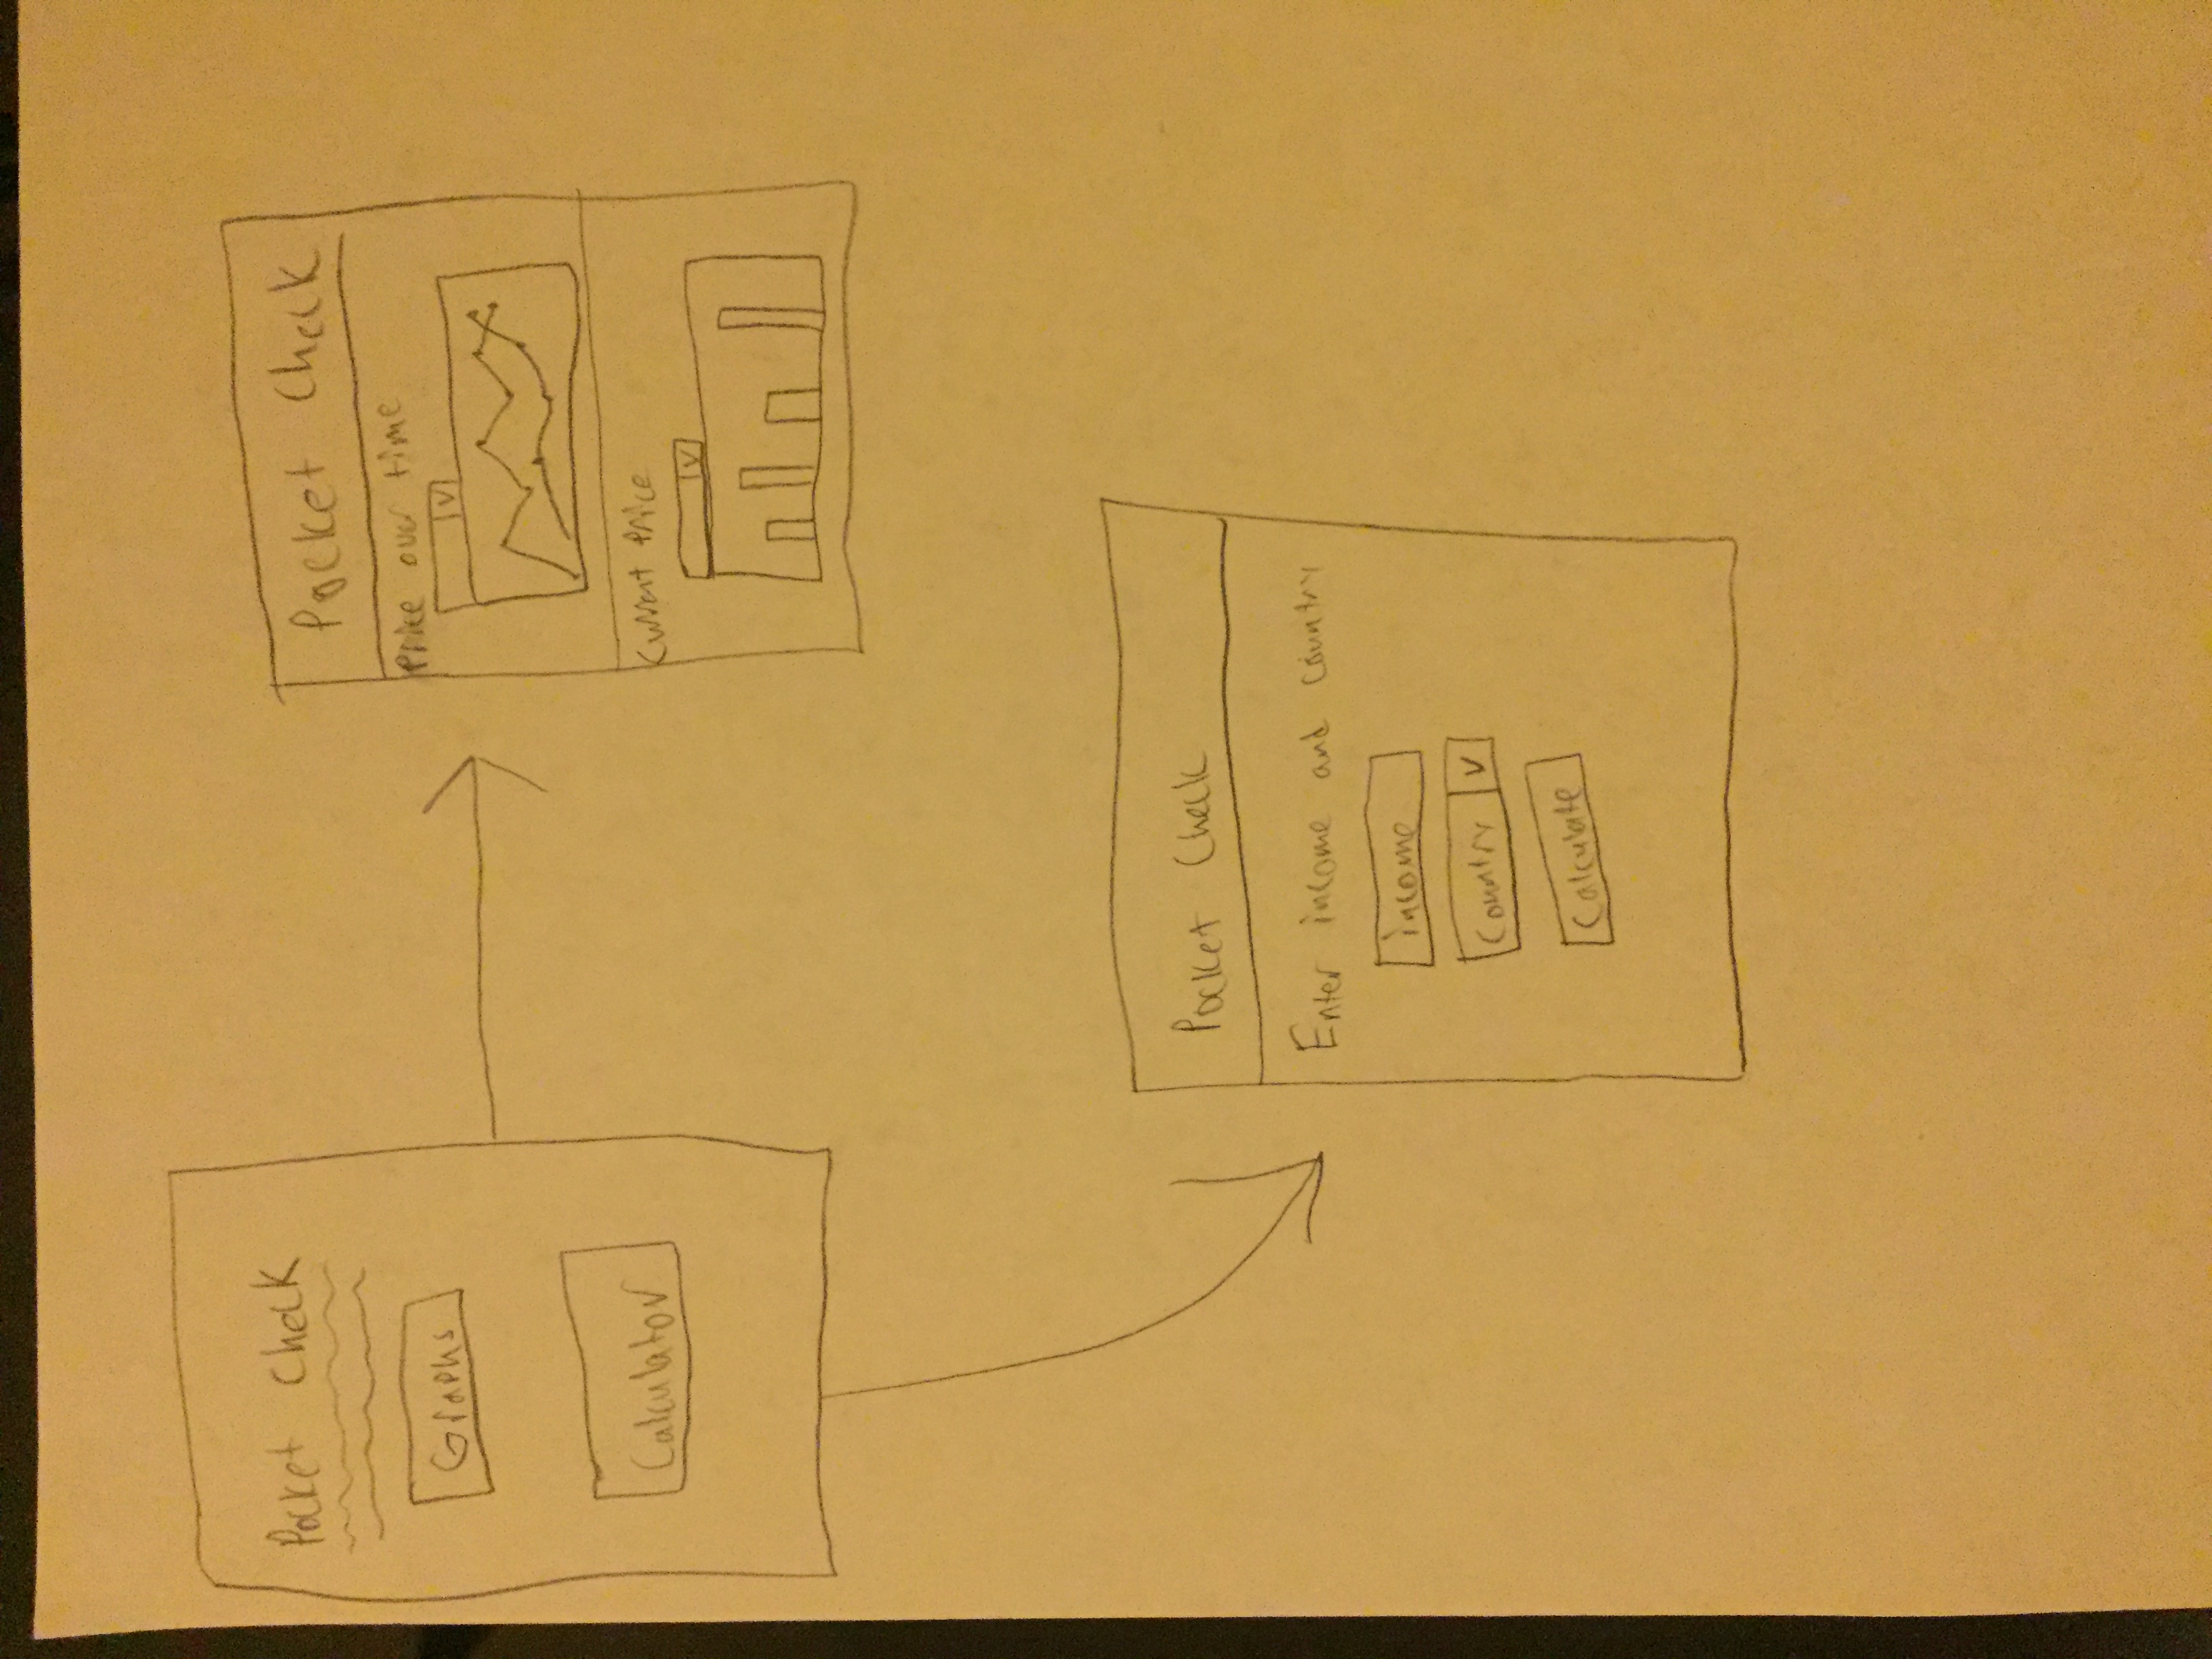 Pocket Check
Graphs
Calculator
Pocket Check
Price over time
V
Current Price
V
Pocket Check
Enter income and country
income
Country V
Calculate